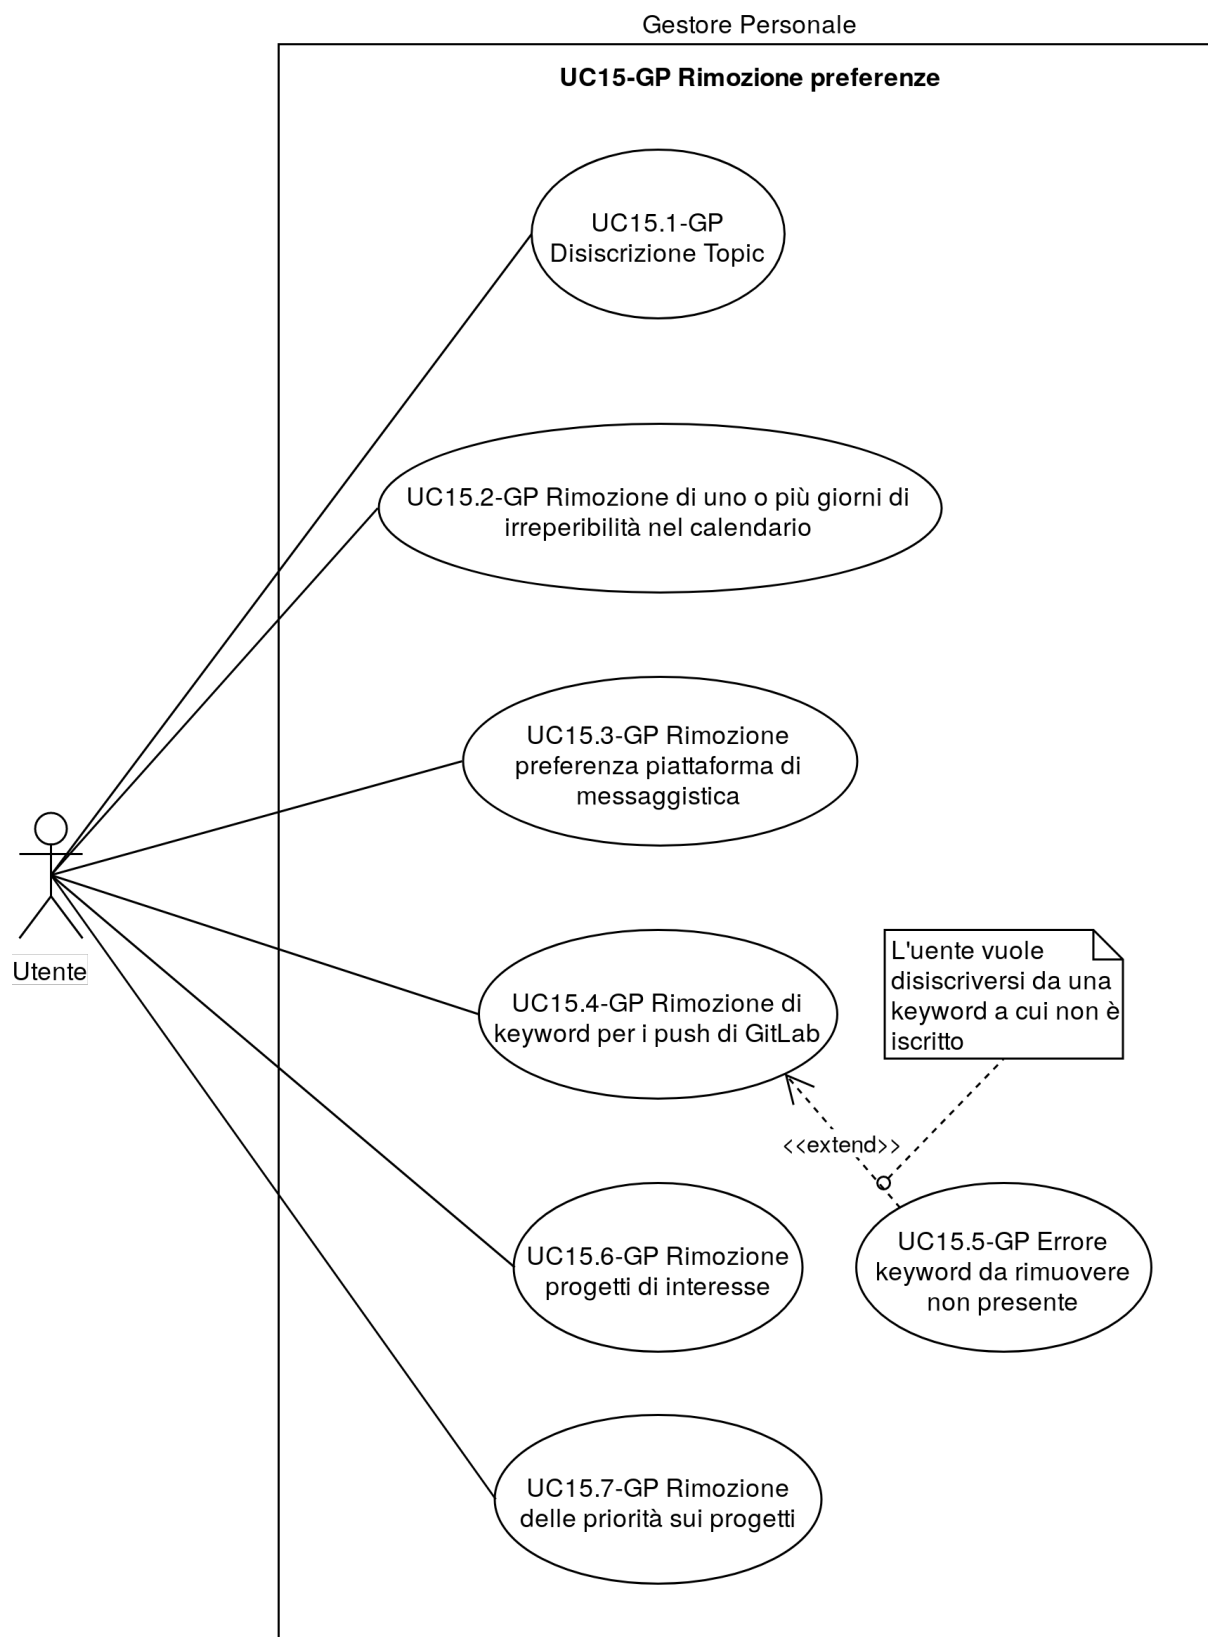 Gestore Personale
UC15-GP Rimozione preferenze
UC15.1-GP
Disiscrizione Topic
UC15.2-GP Rimozione di uno o più giorni di
irreperibilità nel calendario
UC15.3-GP Rimozione
preferenza piattaforma di
messaggistica
Utente
UC15.4-GP Rimozione di
keyword per i push di GitLab
L'uente vuole
disiscriversi da una
keyword a cui non è
iscritto
<<extend>>
UC15.5-GP Errore
keyword da rimuovere
non presente
UC15.6-GP Rimozione
progetti di interesse
UC15.7-GP Rimozione
delle priorità sui progetti